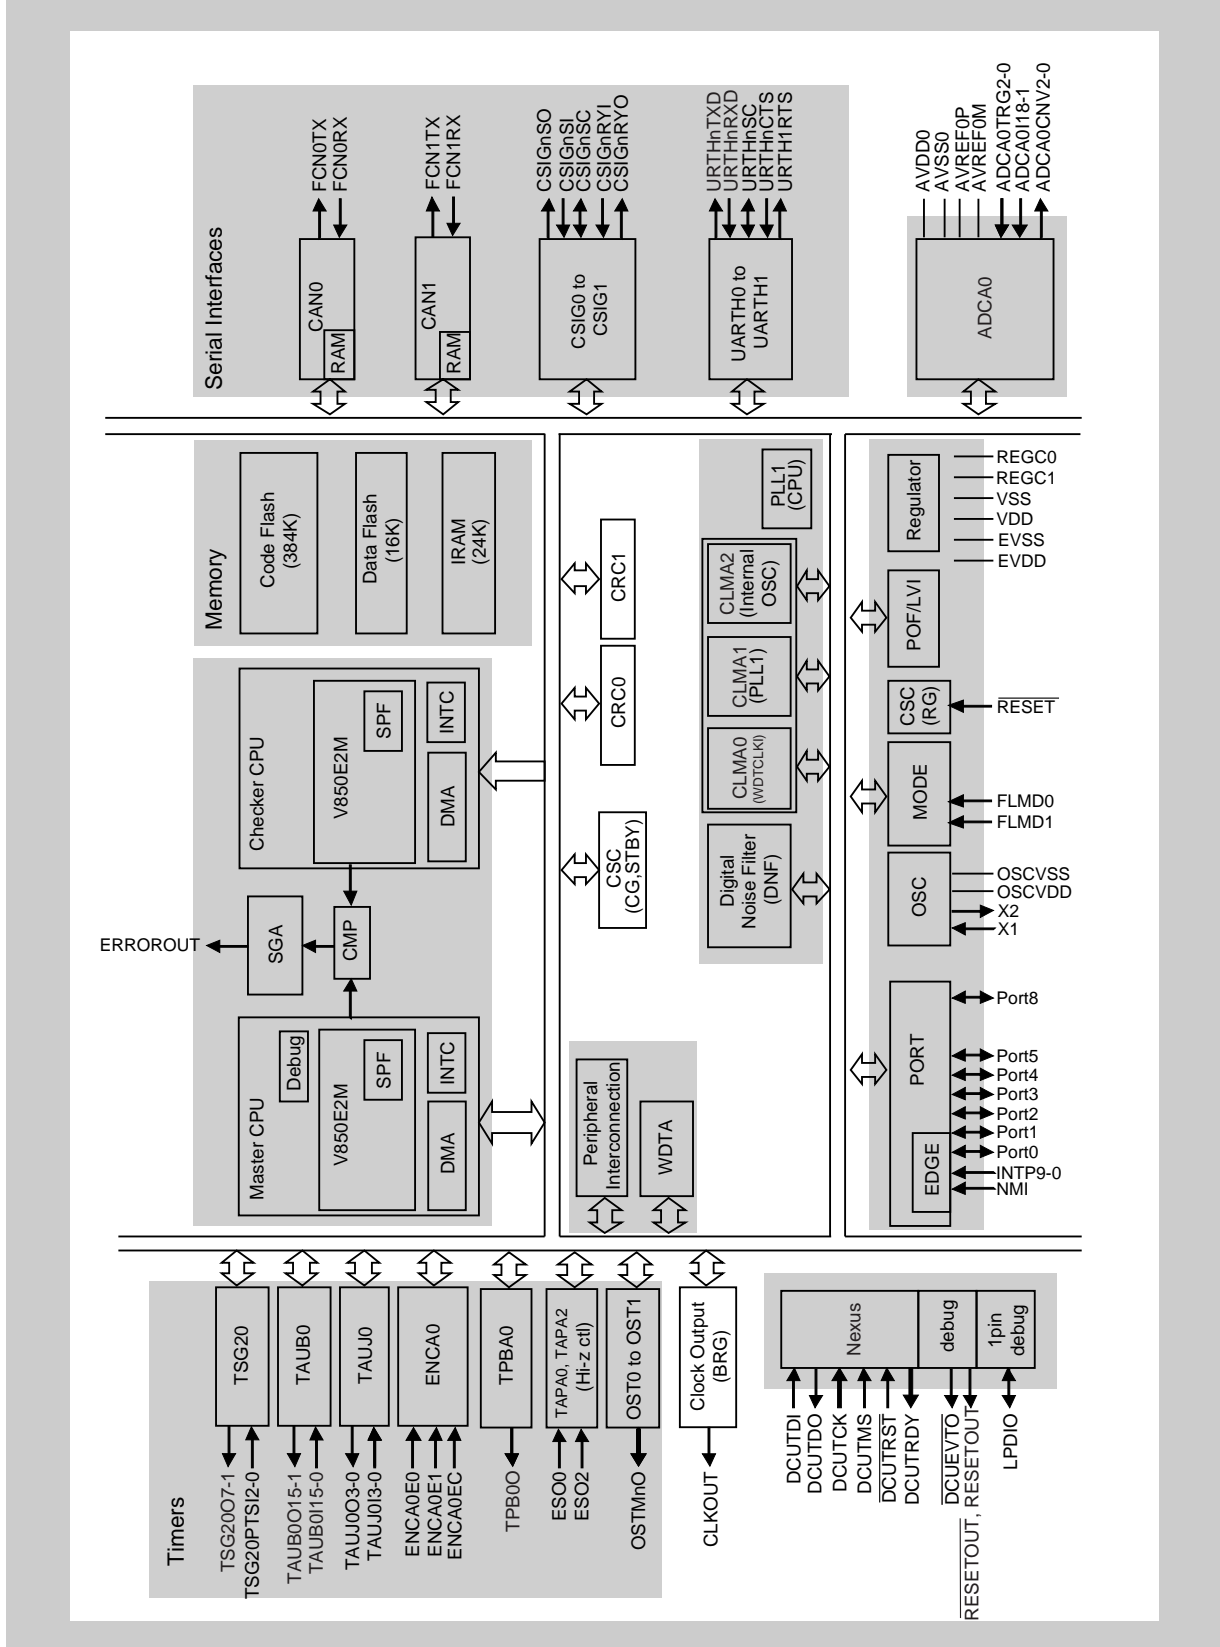 Serial Interfaces
FCN0TX
FCN0RX
CAN0
RAM
FCN1TX
FCN1RX
CAN1
RAM
CSIGnSO
CSIGnSI
CSIGnSC
CSIGnRYI
CSIGnRYO
CSIG0 to
CSIG1
URTHnTXD
URTHnRXD
URTHnSC
URTHnCTS
URTH1RTS
UARTH0 to
UARTH1
AVDD0
AVSS0
AVREF0P
AVREF0M
ADCA0TRG2-0
ADCA0I18-1
ADCA0CNV2-0
ADCA0
Memory
Code Flash
(384K)
Data Flash
(16K)
IRAM
(24K)
Checker CPU
V850E2M
SPF
INTC
DMA
ERROROUT
SGA
CMP
Master CPU
Debug
V850E2M
SPF
INTC
DMA
CRC1
CRC0
CSC
(CG,STBY)
Peripheral
Interconnection
WDTA
PLL1
(CPU)
CLMA2
(Internal
OSC)
CLMA1
(PLL1)
CLMA0
(WDTCLKI)
Digital
Noise Filter
(DNF)
Regulator
REGC0
REGC1
VSS
VDD
EVSS
EVDD
POF/LVI
CSC
(RG)
RESET
MODE
FLMD0
FLMD1
OSC
OSCVSS
OSCVDD
X2
X1
PORT
EDGE
Port8
Port5
Port4
Port3
Port2
Port1
Port0
INTP9-0
NMI
Timers
TSG20
TSG20O7-1
TSG20PTSI2-0
TAUB0
TAUB0O15-1
TAUB0I15-0
TAUJ0
TAUJ0O3-0
TAUJ0I3-0
ENCA0
ENCA0E0
ENCA0E1
ENCA0EC
TPBA0
TPB0O
TAPA0, TAPA2
(Hi-z ctl)
ESO0
ESO2
OST0 to OST1
OSTMnO
Clock Output
(BRG)
CLKOUT
Nexus
debug
1pin
debug
DCUTDI
DCUTDO
DCUTCK
DCUTMS
DCUTRST
DCUTRDY
DCUEVTO
RESETOUT, RESETOUT
LPDIO